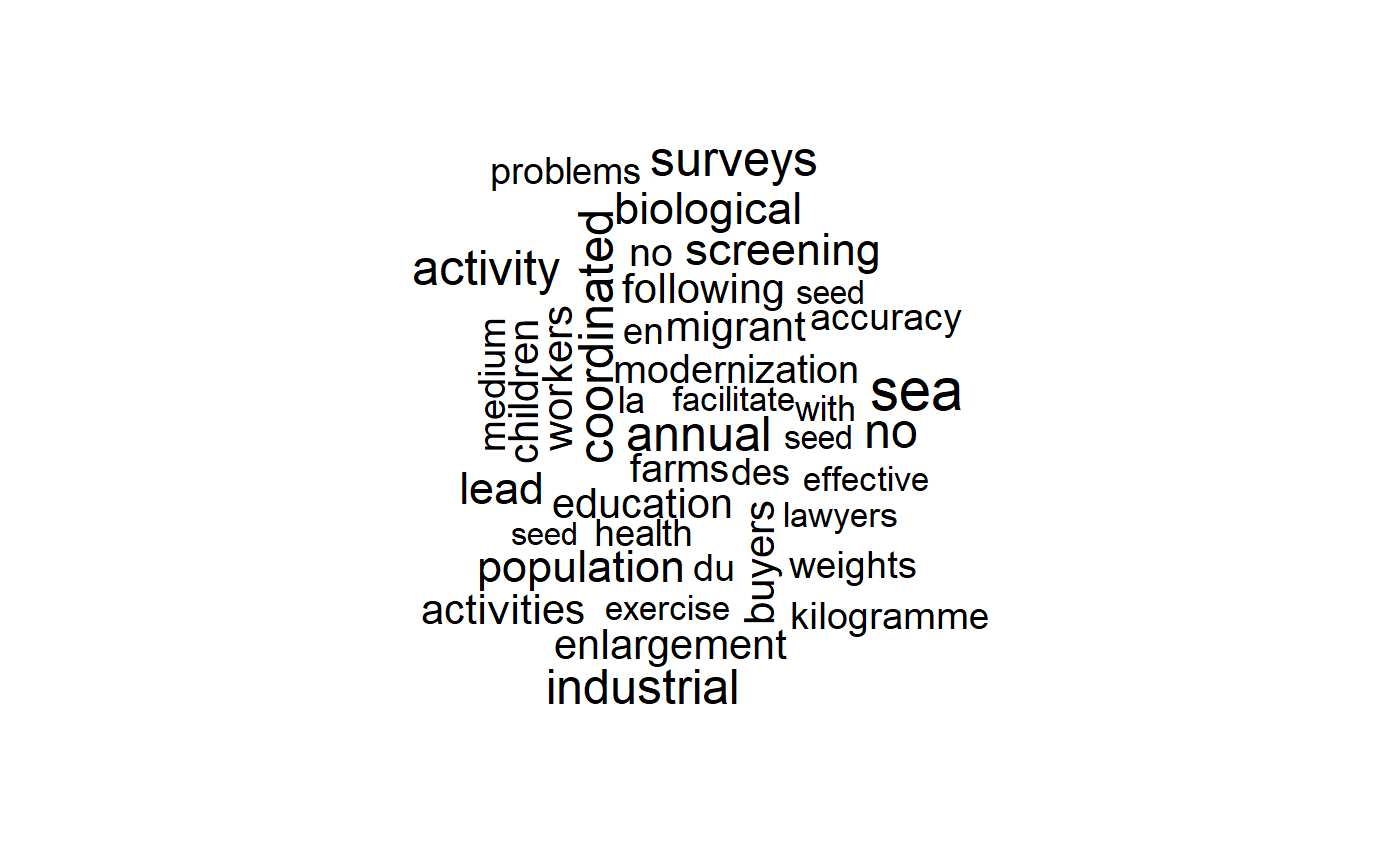 problems surveys
biological
coordinated
no screening
activity
following seed
en migrant accuracy
medium children workers
modernization
la facilitate with sea
annual seed no
farms des effective
lead education
buyers lawyers
seed health
population du weights
activities exercise kilogramme
enlargement
industrial